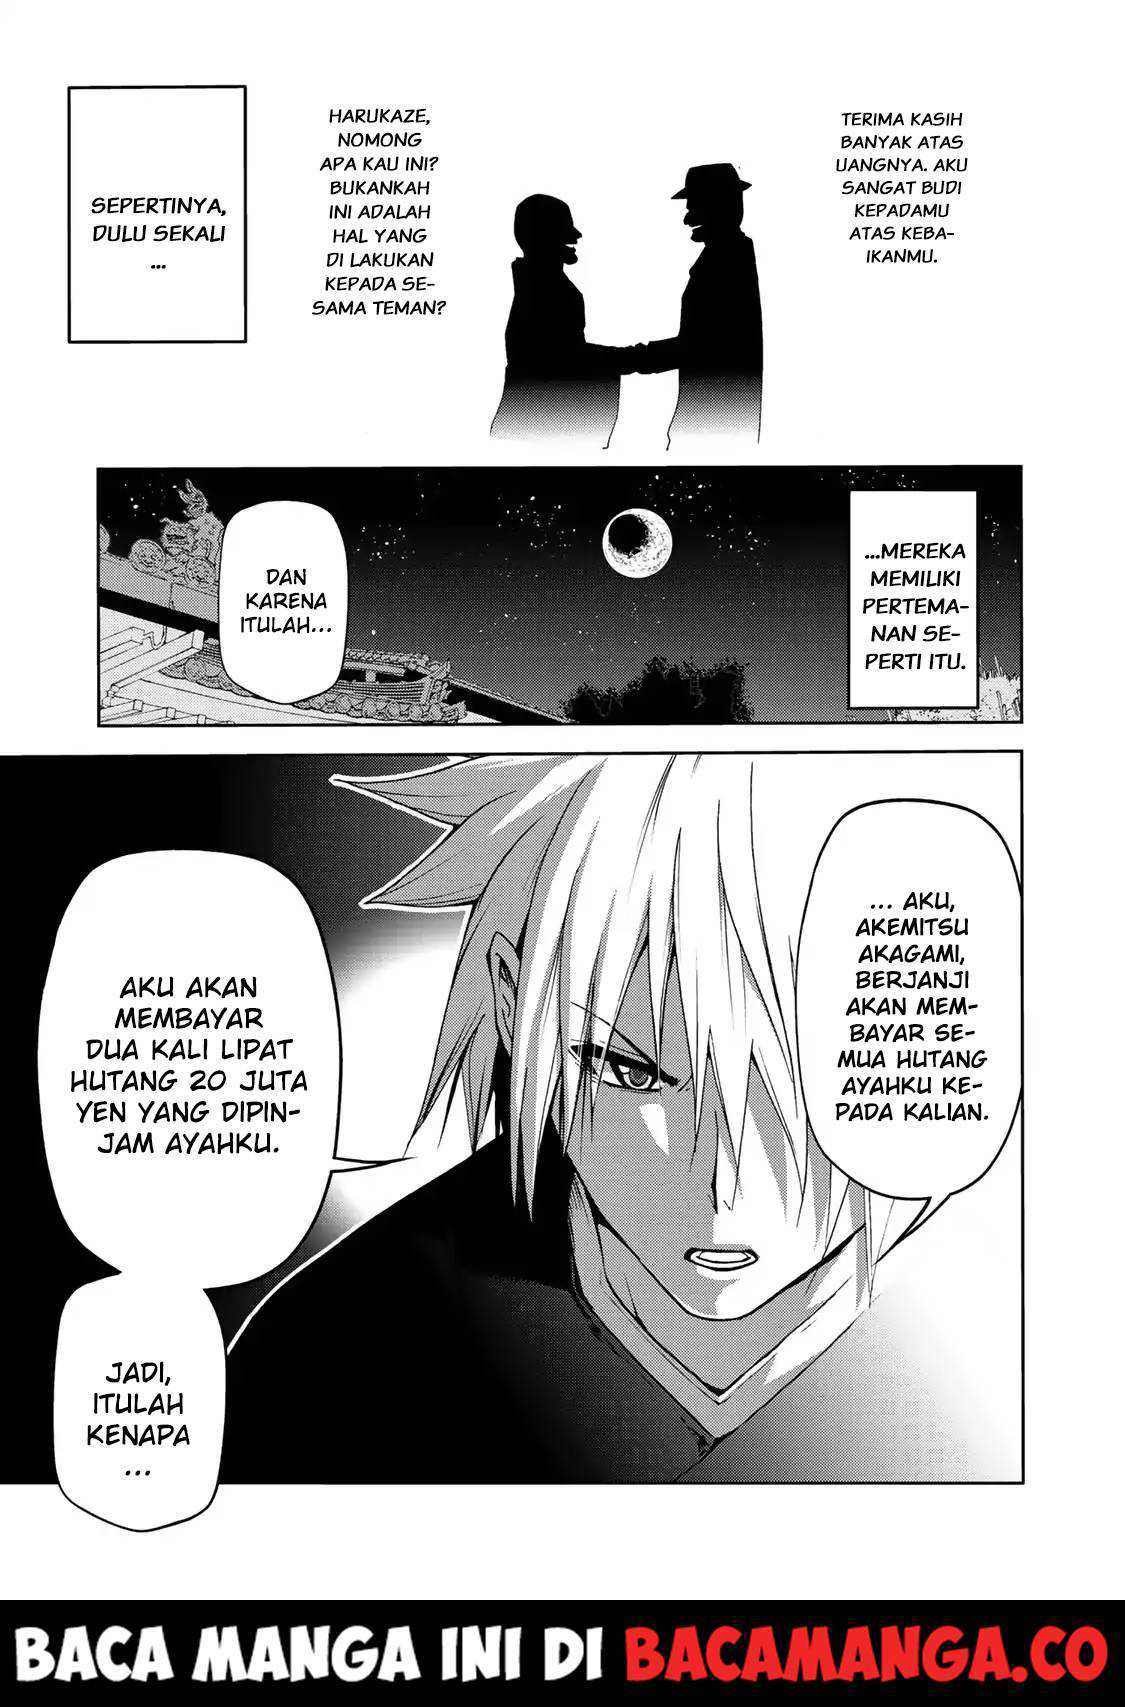 TERIMA KASIH
BANYAK ATAS
UANGNYA. AKU
SANGAT BUDI
KEPADAMU
ATAS KEBA-
IKANMU.
HARUKAZE,
NOMONG
APA KAU INI?
BUKANKAH
INI ADALAH
HAL YANG
DI LAKUKAN
KEPADA SE-
SAMA TEMAN?
SEPERTINYA,
DULU SEKALI
...
...MEREKA
MEMILIKI
PERTEMA-
NAN SE-
PERTI ITU.
DAN
KARENA
ITULAH...
... AKU,
AKEMITSU
AKAGAMI,
BERJANJI
AKAN MEM-
BAYAR SE-
MUA HUTANG
AYAHKU KE-
PADA KALIAN.
AKU AKAN
MEMBAYAR
DUA KALI LIPAT
HUTANG 20 JUTA
YEN YANG DIPIN-
JAM AYAHKU.
JADI,
ITULAH
KENAPA
...
BACA MANGA INI DI BACAMANGA.CO